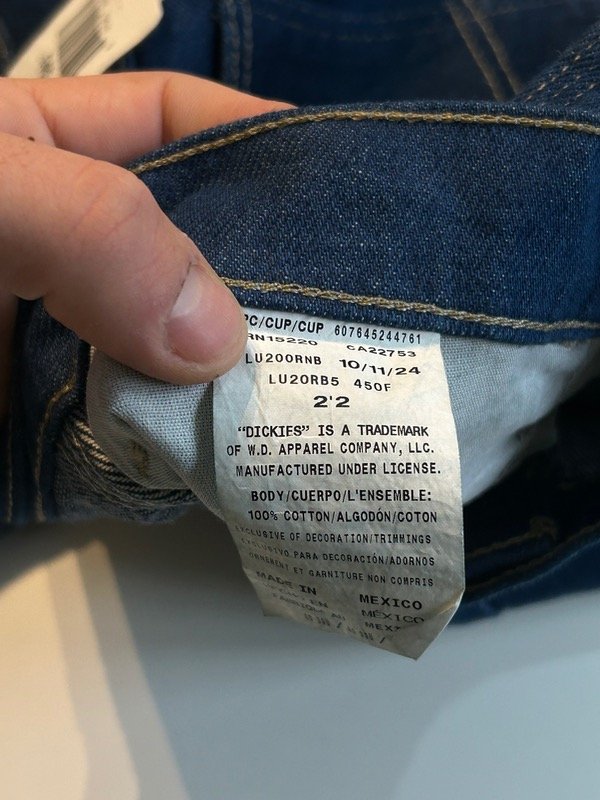 PC/CUP/CUP 607645244761
RN15220 CA22753
LU200RNB 10/11/24
LU20RB5 450F
2'2
"DICKIES" IS A TRADEMARK
OF W.D. APPAREL COMPANY, LLC.
MANUFACTURED UNDER LICENSE.
BODY/CUERPO/L'ENSEMBLE:
100% COTTON/ALGODÓN/COTON
EXCLUSIVE OF DECORATION/TRIMMINGS
EXCLUSIVO PARA DECORACIÓN/ADORNOS
ORNEMENT ET GARNITURE NON COMPRIS
MADE IN MEXICO
EN MÉXICO